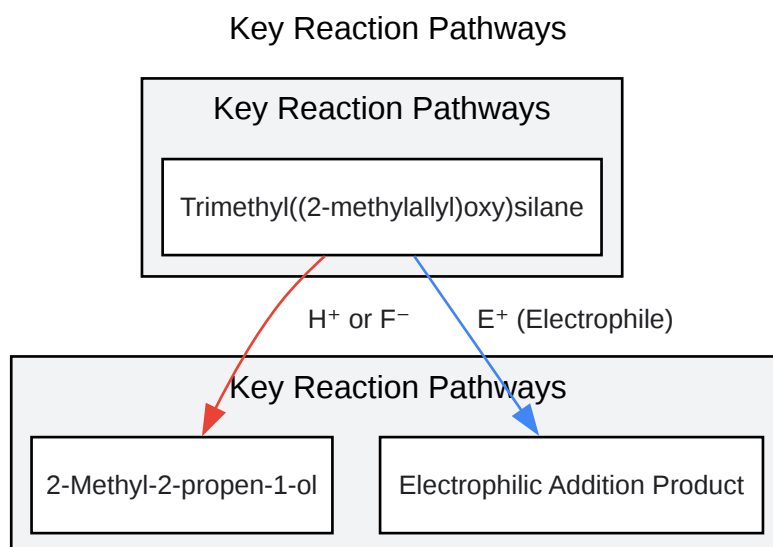 Key Reaction Pathways
Key Reaction Pathways
Trimethyl((2-methylallyl)oxy)silane
H⁺ or F⁻
E⁺ (Electrophile)
Key Reaction Pathways
2-Methyl-2-propen-1-ol
Electrophilic Addition Product